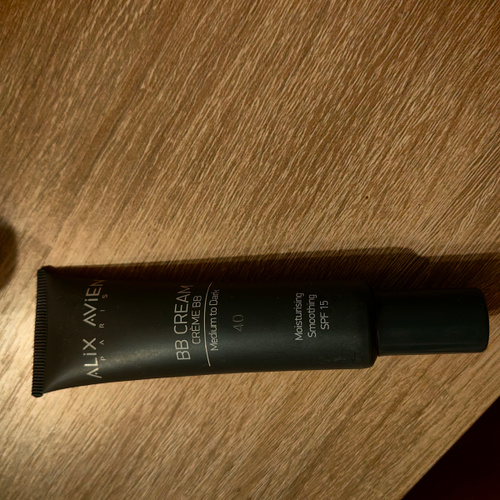 ALiX AViEN
PARIS
BB CREAM
CRÈME BB
Medium to Dark
40
Moisturising
Smoothing
SPF 15